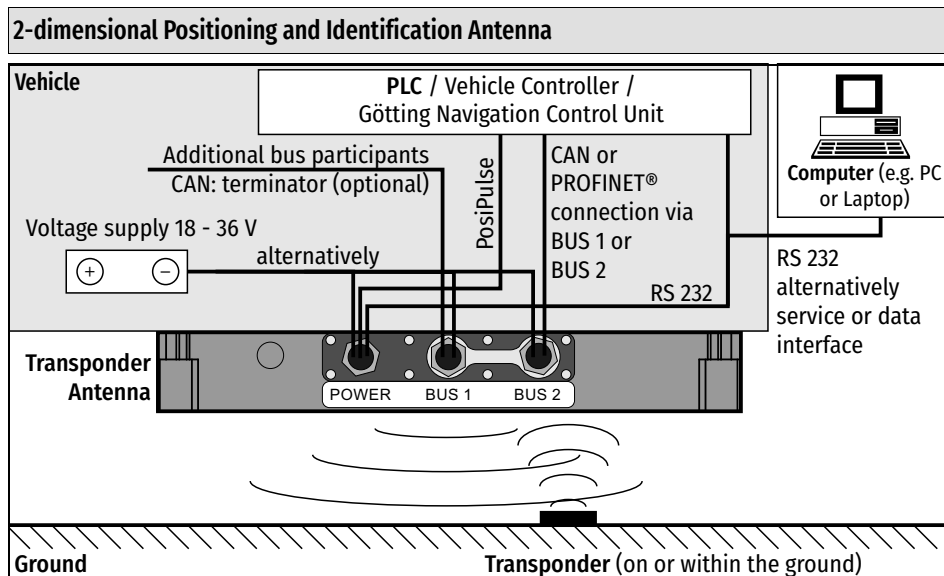 2-dimensional Positioning and Identification Antenna
Vehicle
PLC / Vehicle Controller /
Götting Navigation Control Unit
Computer (e.g. PC
or Laptop)
Additional bus participants
CAN: terminator (optional)
PosiPulse
CAN or
PROFINET®
connection via
BUS 1 or
BUS 2
Voltage supply 18 - 36 V
+
−
alternatively
RS 232
RS 232
alternatively
service or data
interface
Transponder
Antenna
POWER BUS 1 BUS 2
Ground
Transponder (on or within the ground)